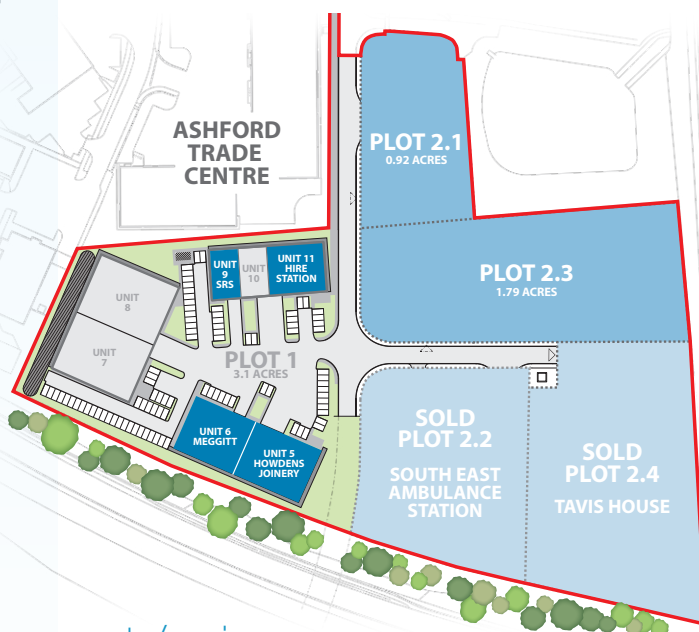 ASHFORD
TRADE
CENTRE
PLOT 2.1
0.92 ACRES
UNIT
9
SRS
UNIT
10
UNIT 11
HIRE
STATION
PLOT 2.3
1.79 ACRES
UNIT
8
UNIT
7
PLOT 1
3.1 ACRES
UNIT 6
MEGGITT
UNIT 5
HOWDENS
JOINERY
SOLD
PLOT 2.2
SOUTH EAST
AMBULANCE
STATION
SOLD
PLOT 2.4
TAVIS HOUSE